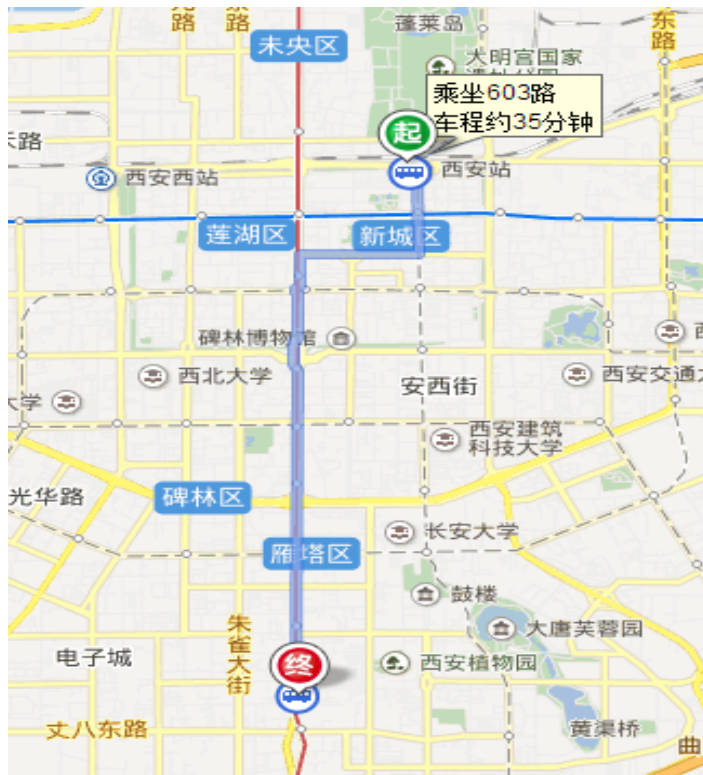 路
路
未央区
蓬莱岛
东
路
大明宫国家
乘坐603路
车程约35分钟
起
路
西安西站
西安站
莲湖区
新城区
碑林博物馆
西
西北大学
安西街
西安交通大
大学
西安建筑
科技大学
光华路
碑林区
长安大学
雁塔区
鼓楼
朱雀大街
大唐芙蓉园
电子城
终
西安植物园
丈八东路
黄渠桥
曲